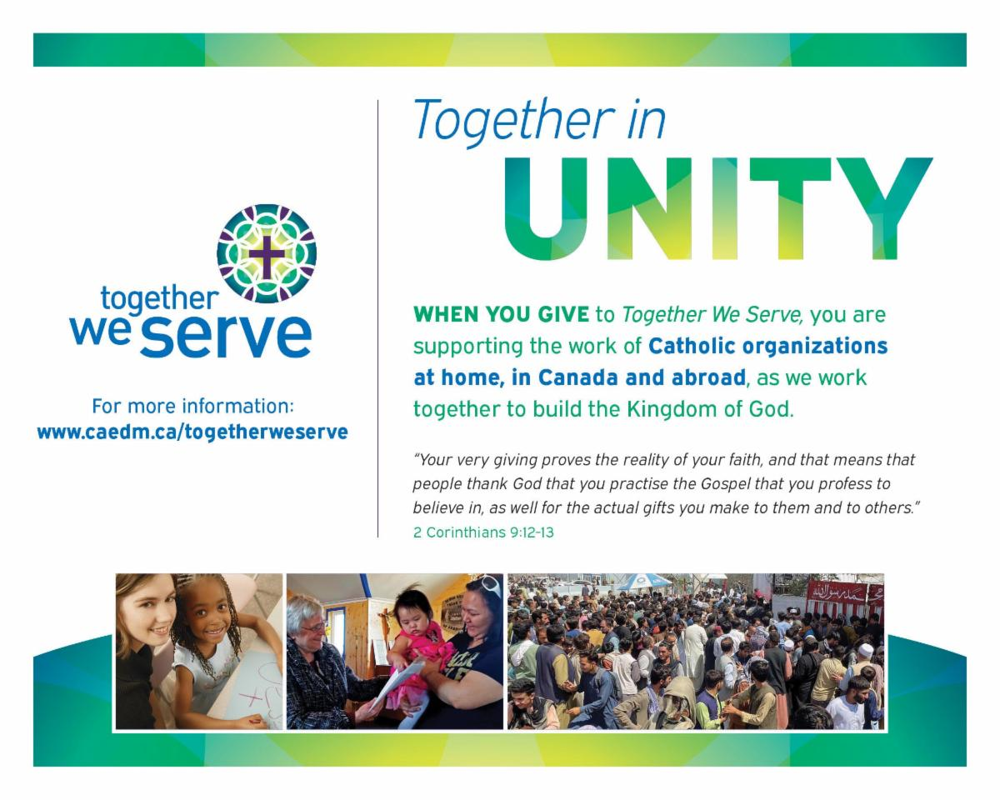 Together in
UNITY
together
we serve
For more information:
www.caedm.ca/togetherweserve
WHEN YOU GIVE to Together We Serve, you are
supporting the work of Catholic organizations
at home, in Canada and abroad, as we work
together to build the Kingdom of God.
“Your very giving proves the reality of your faith, and that means that
people thank God that you practise the Gospel that you profess to
believe in, as well for the actual gifts you make to them and to others.”
2 Corinthians 9:12-13